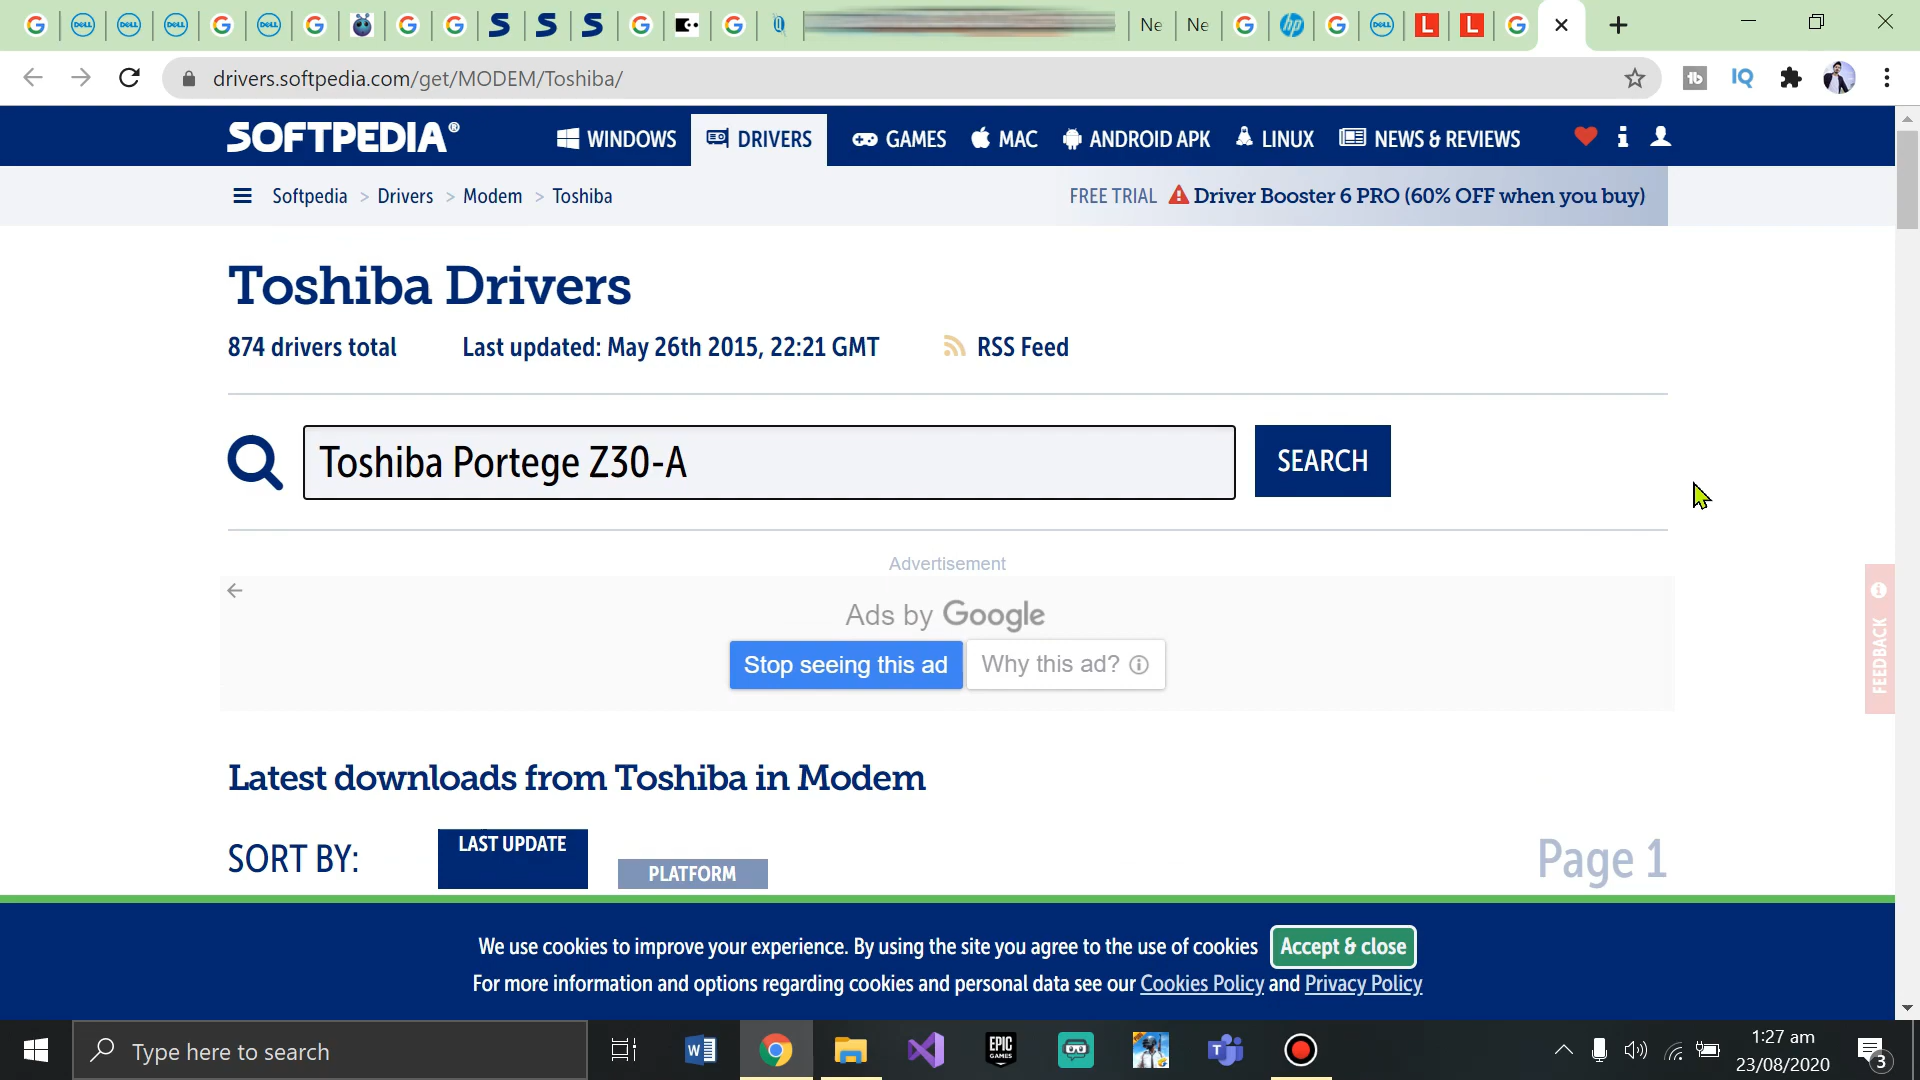 Ne
Ne
drivers.softpedia.com/get/MODEM/Toshiba/
SOFTPEDIA®
WINDOWS
DRIVERS
GAMES
MAC
ANDROID APK
LINUX
NEWS & REVIEWS
Softpedia > Drivers > Modem > Toshiba
FREE TRIAL Driver Booster 6 PRO (60% OFF when you buy)
Toshiba Drivers
874 drivers total
Last updated: May 26th 2015, 22:21 GMT
RSS Feed
Toshiba Portege Z30-A
SEARCH
Advertisement
Ads by Google
Stop seeing this ad
Why this ad?
FEEDBACK
Latest downloads from Toshiba in Modem
SORT BY:
LAST UPDATE
PLATFORM
Page 1
We use cookies to improve your experience. By using the site you agree to the use of cookies
Accept & close
For more information and options regarding cookies and personal data see our Cookies Policy and Privacy Policy
Type here to search
EPIC GAMES
1:27 am
23/08/2020
3